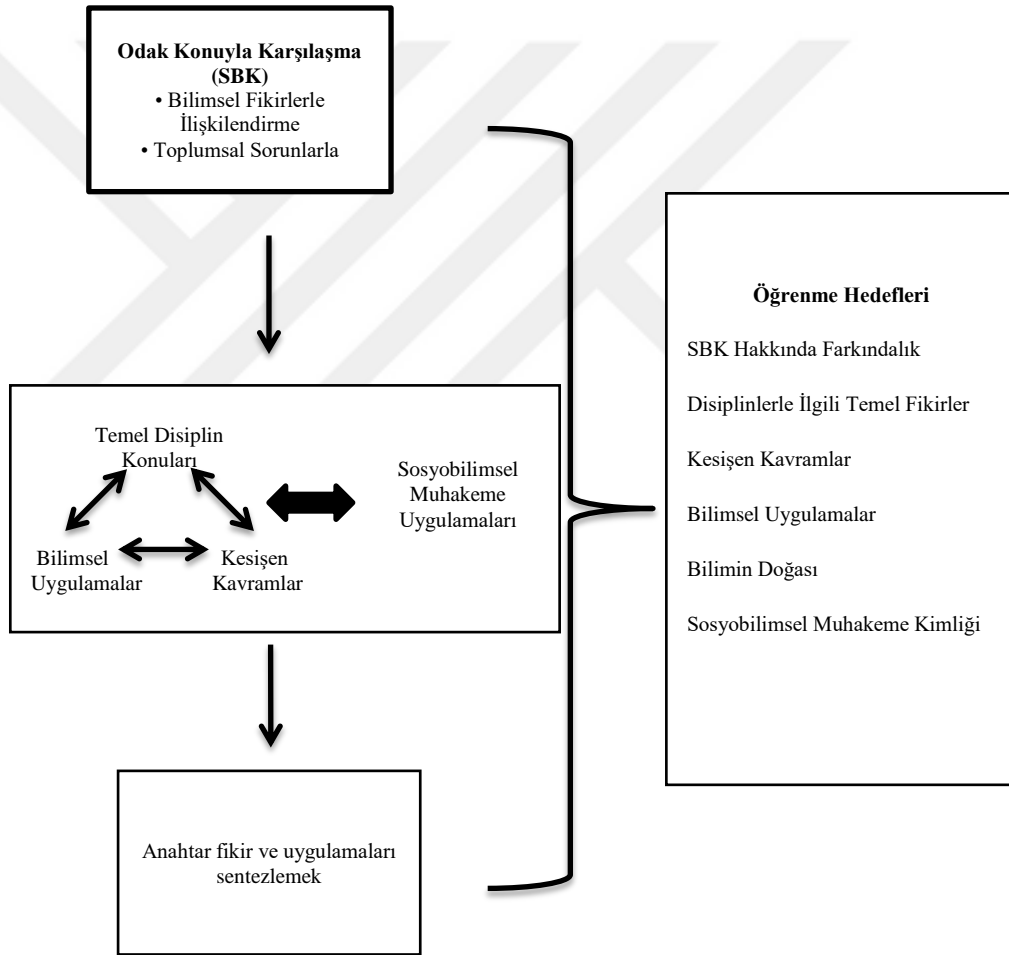 Odak Konuyla Karşılaşma
(SBK)
• Bilimsel Fikirlerle
İlişkilendirme
• Toplumsal Sorunlarla
Temel Disiplin
Konuları
Bilimsel
Uygulamalar
Kesişen
Kavramlar
Sosyobilimsel
Muhakeme
Uygulamaları
Anahtar fikir ve uygulamaları
sentezlemek
Öğrenme Hedefleri
SBK Hakkında Farkındalık
Disiplinlerle İlgili Temel Fikirler
Kesişen Kavramlar
Bilimsel Uygulamalar
Bilimin Doğası
Sosyobilimsel Muhakeme Kimliği